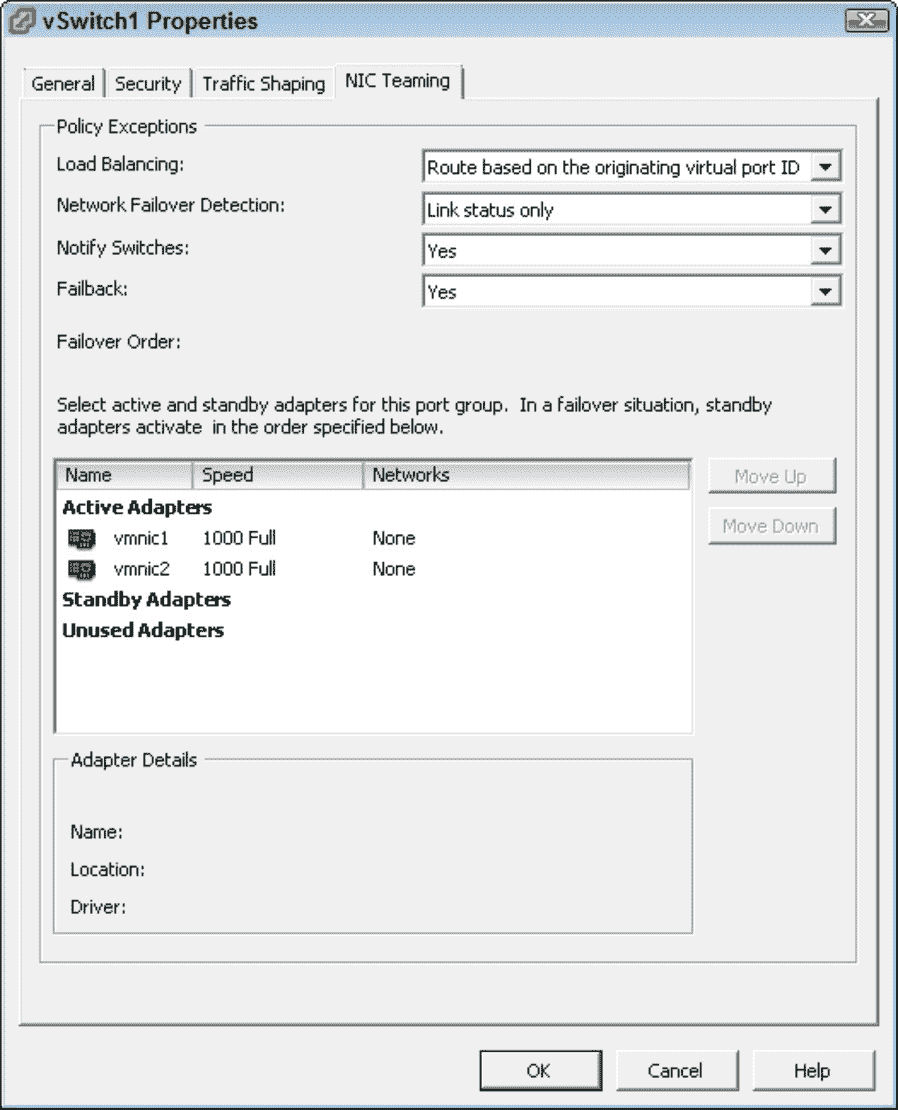 vSwitch1 Properties
General Security Traffic Shaping NIC Teaming
Policy Exceptions
Load Balancing: Route based on the originating virtual port ID
Network Failover Detection: Link status only
Notify Switches: Yes
Failback: Yes
Failover Order:
Select active and standby adapters for this port group. In a failover situation, standby
adapters activate in the order specified below.
Name Speed Networks Move Up
Active Adapters
Move Down
vmnic1 1000 Full None
vmnic2 1000 Full None
Standby Adapters
Unused Adapters
Adapter Details
Name:
Location:
Driver:
OK Cancel Help